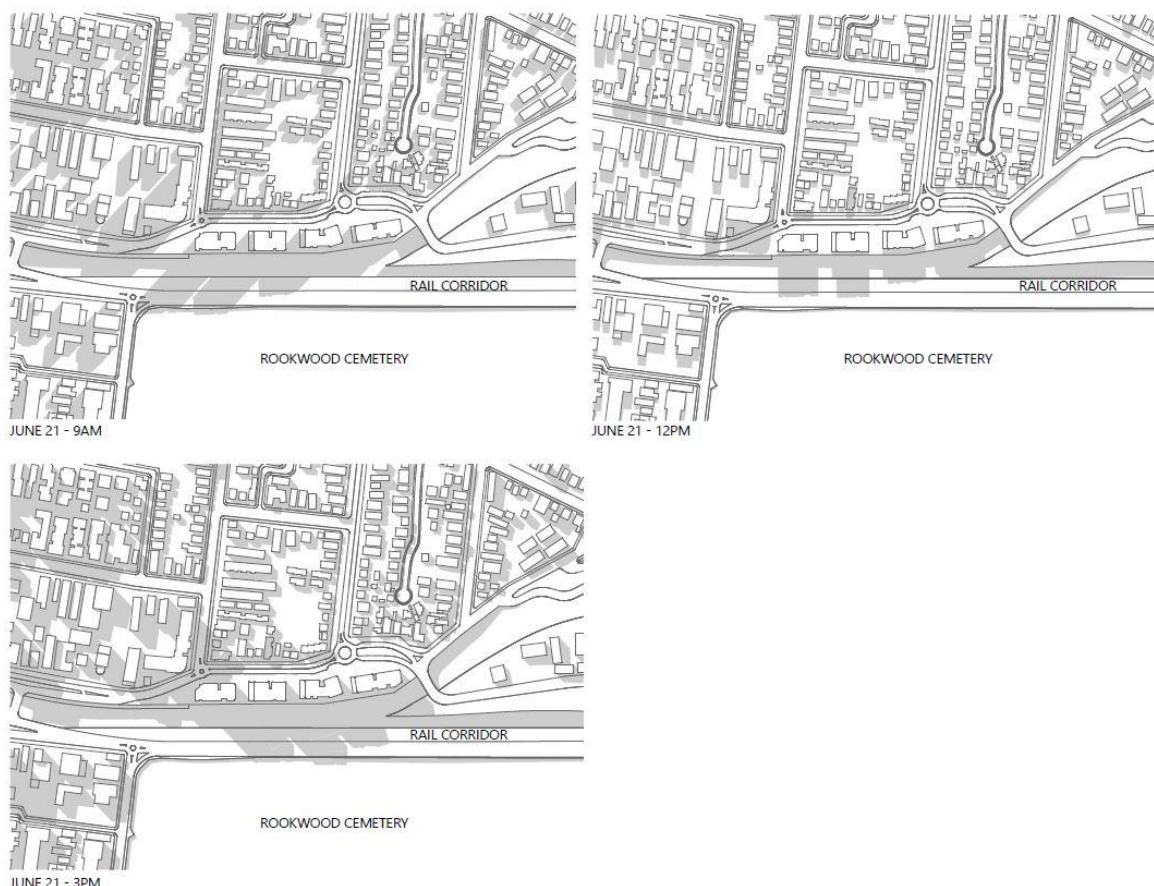 RAIL CORRIDOR
ROOKWOOD CEMETERY
JUNE 21 - 9AM
RAIL CORRIDOR
ROOKWOOD CEMETERY
JUNE 21 - 12PM
RAIL CORRIDOR
ROOKWOOD CEMETERY
JUNE 21 - 3PM